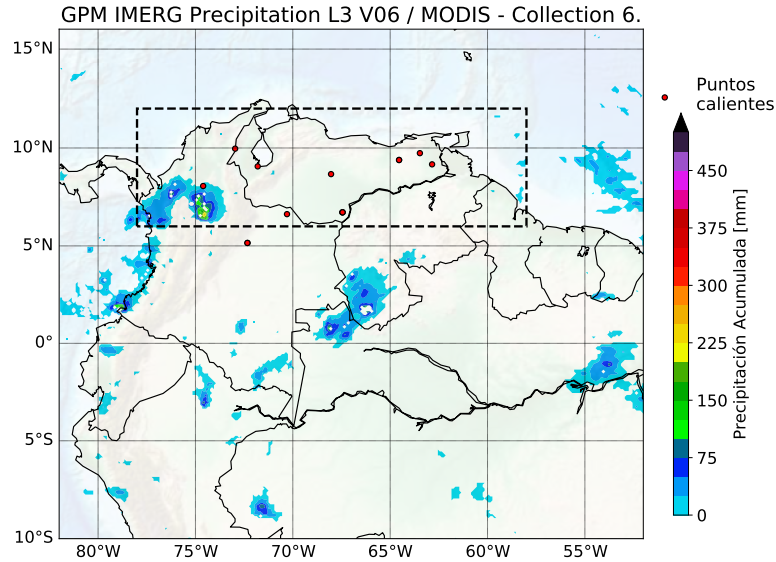 GPM IMERG Precipitation L3 V06 / MODIS - Collection 6.
15°N
10°N
5°N
0°
5°S
10°S
80°W
75°W
70°W
65°W
60°W
55°W
Puntos
calientes
450
375
300
225
150
75
0
Precipitación Acumulada [mm]